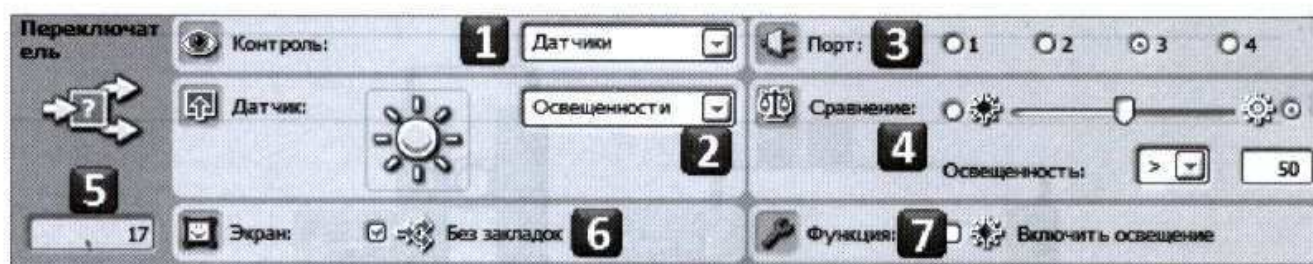 Переключат
ель
5
17
Контроль: 1 Датчики
Порт: 3 1 2 3 4
Датчик: Освещенности 2
Сравнение: 4
Освещенность: > 50
Экран: Без закладок 6
Функция: 7 Включить освещение